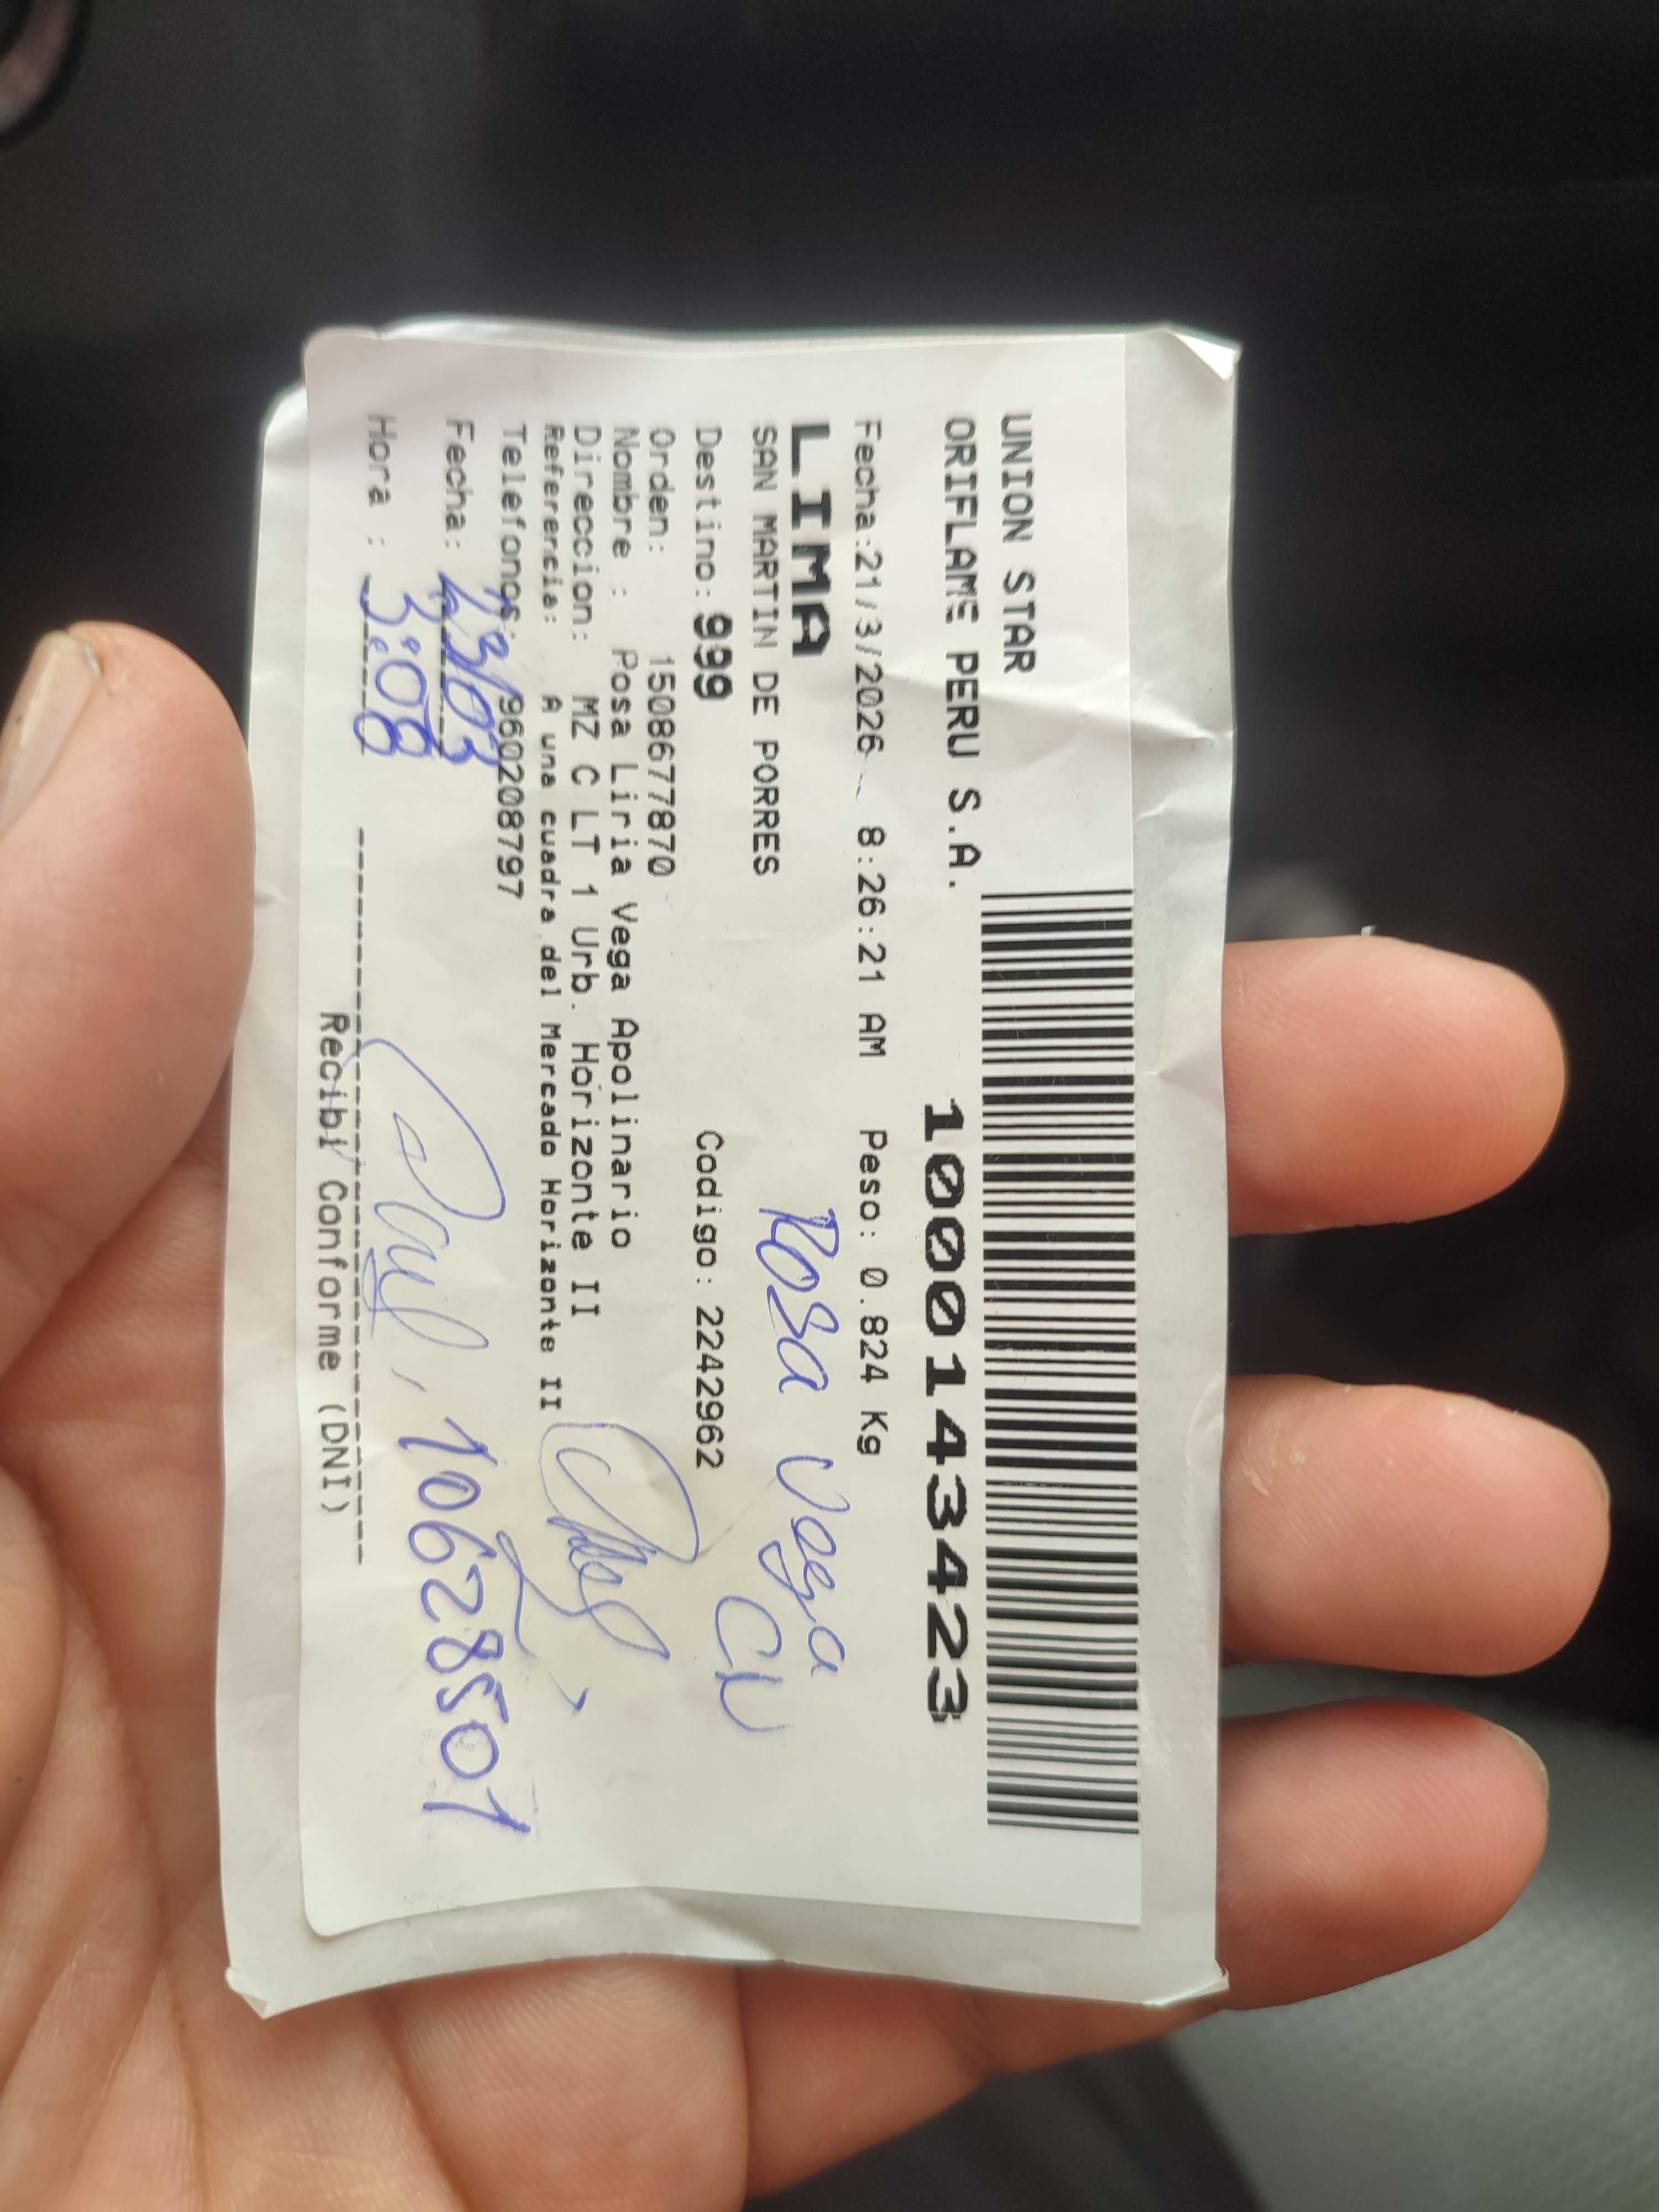 UNION STAR
ORIFLAME PERU S.A.
10001433423
Fecha:21/3/2026 8:26:21 AM Peso: 0.824 Kg
LIMA
Rosa Vega
SAN MARTIN DE PORRES
Destino: 999 Codigo: 2242962
Orden: 1508677870
Nombre : Posa Liria Vega Apolinario
Direccion: MZ C LT 1 Urb. Horizonte II
Referencia: A una cuadra del Mercado Horizonte II
Telefonos: 960208797
Fecha: 23/03
Hora : 3:08
10628501
Recibi Conforme (DNI)